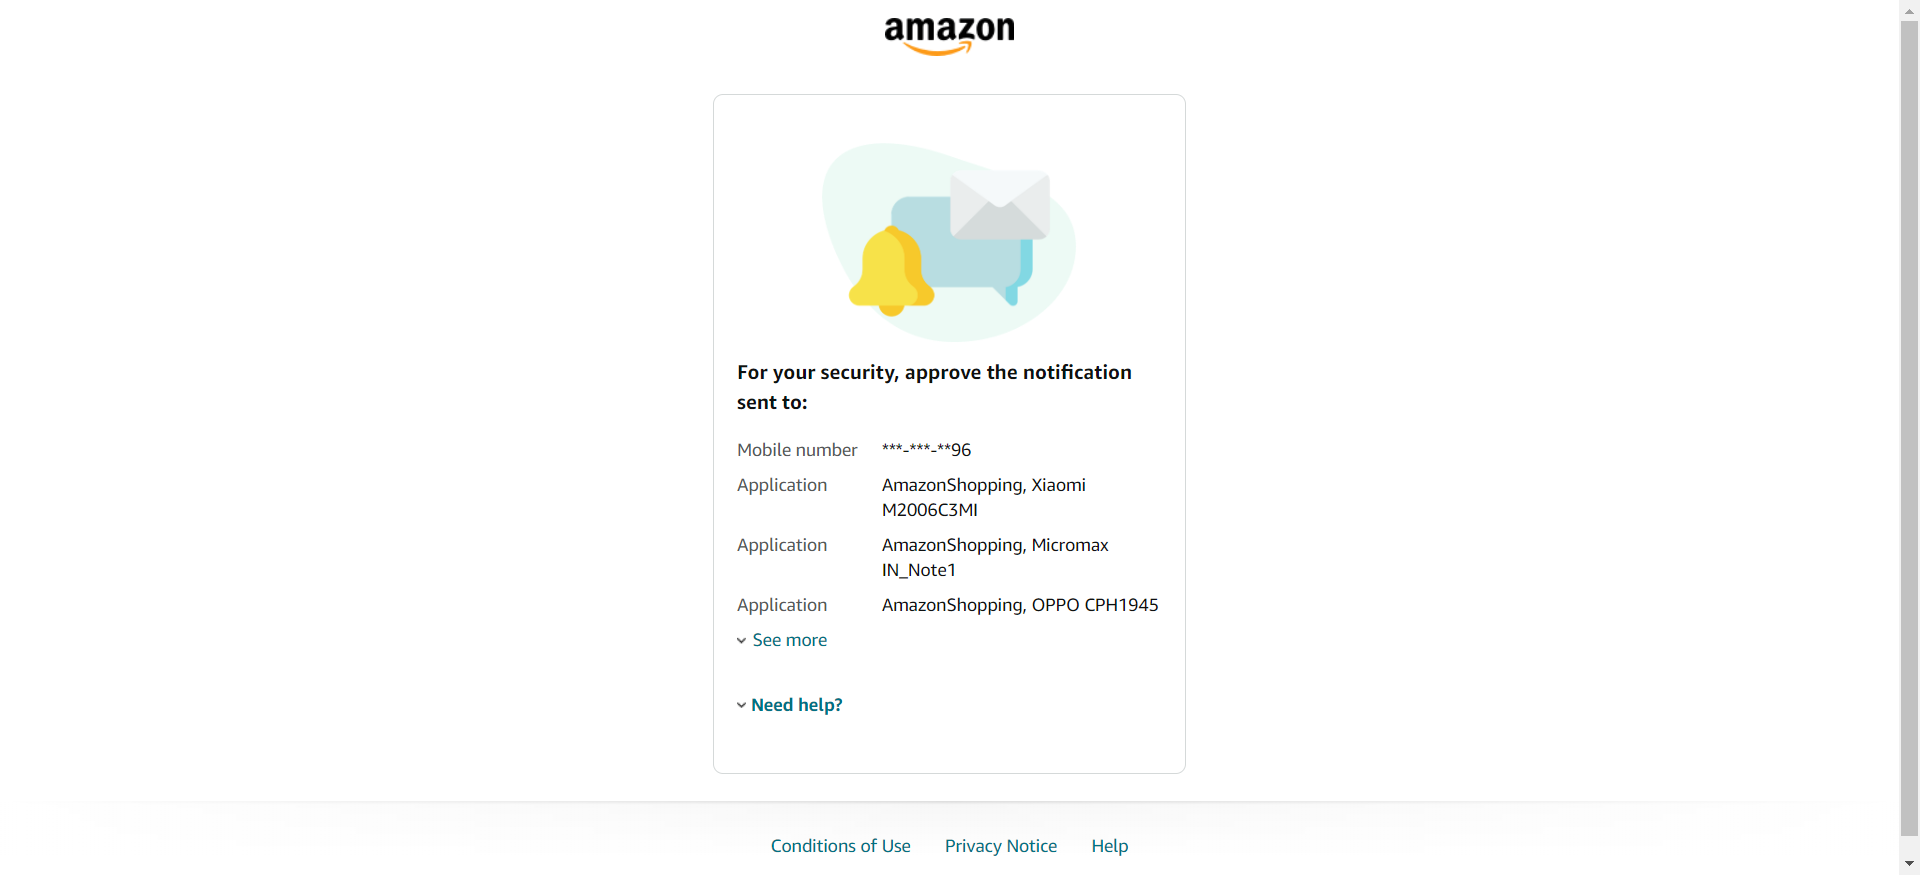 amazon
For your security, approve the notification
sent to:
Mobile number ***-***-**96
Application AmazonShopping, Xiaomi
M2006C3MI
Application AmazonShopping, Micromax
IN_Note1
Application AmazonShopping, OPPO CPH1945
See more
Need help?
Conditions of Use Privacy Notice Help